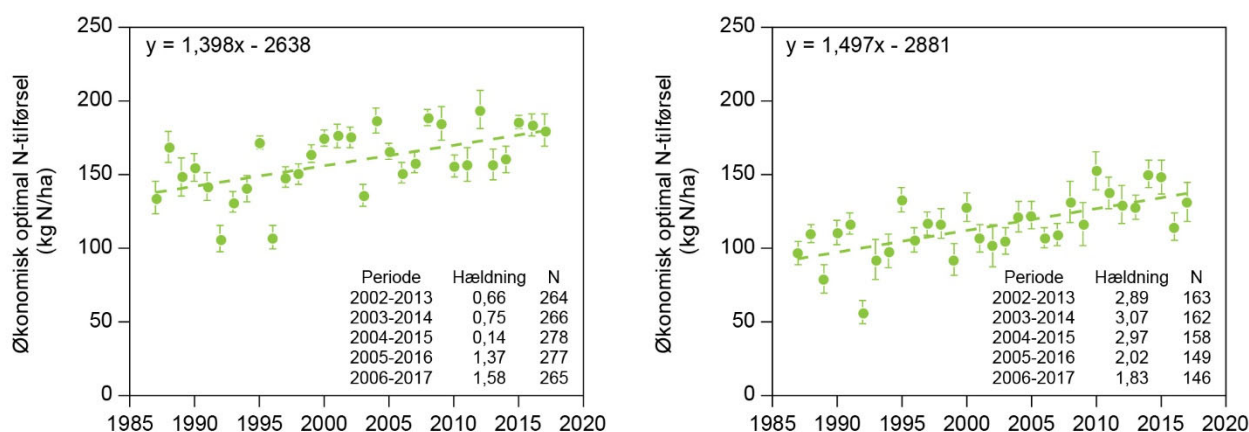 250
200
150
100
50
0
Økonomisk optimal N-tilførsel
(kg N/ha)
y = 1,398x - 2638
Periode Hældning N
2002-2013 0,66 264
2003-2014 0,75 266
2004-2015 0,14 278
2005-2016 1,37 277
2006-2017 1,58 265
1985 1990 1995 2000 2005 2010 2015 2020
250
200
150
100
50
0
Økonomisk optimal N-tilførsel
(kg N/ha)
y = 1,497x - 2881
Periode Hældning N
2002-2013 2,89 163
2003-2014 3,07 162
2004-2015 2,97 158
2005-2016 2,02 149
2006-2017 1,83 146
1985 1990 1995 2000 2005 2010 2015 2020